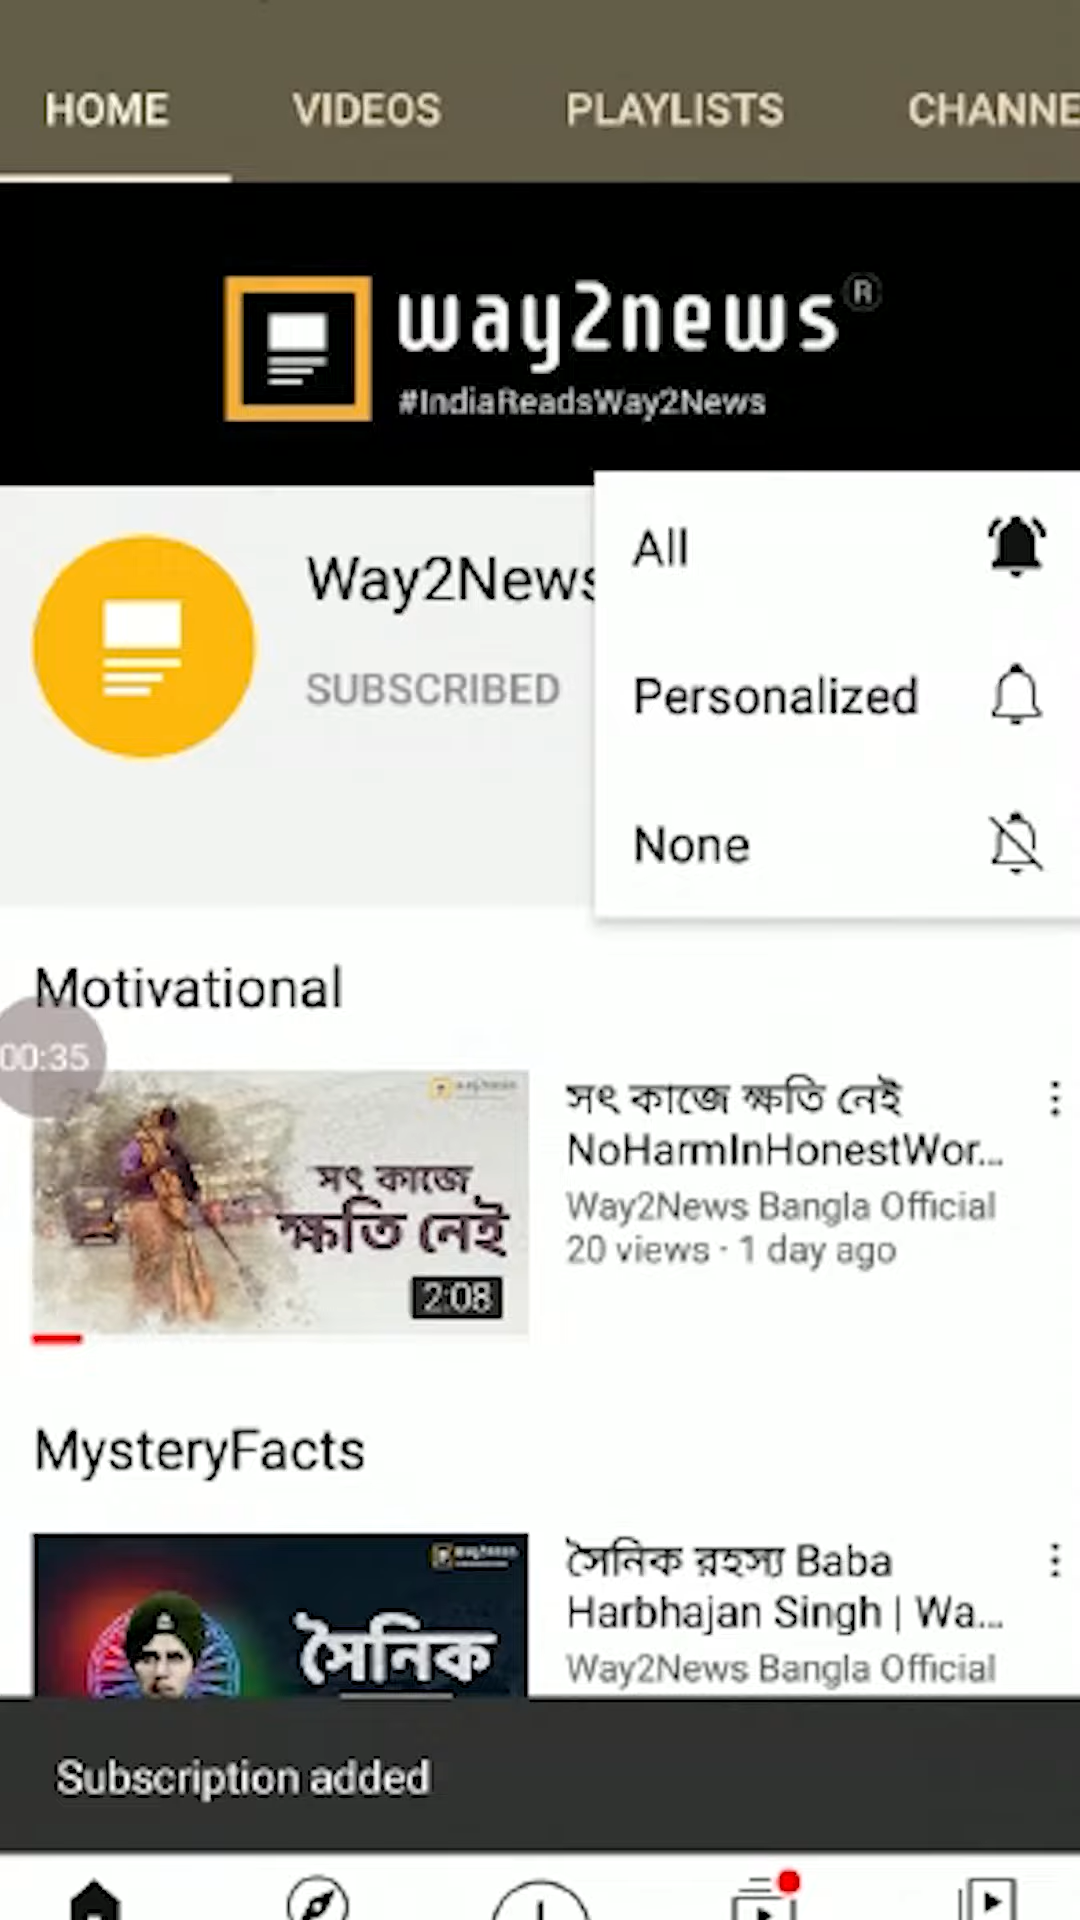 HOME VIDEOS PLAYLISTS CHANNE
way2news®
#IndiaReadsWay2News
All
Way2News
Personalized
SUBSCRIBED
None
Motivational
00:35
সৎ কাজে
ক্ষতি নেই
2:08
সৎ কাজে ক্ষতি নেই
NoHarmInHonestWor...
Way2News Bangla Official
20 views · 1 day ago
MysteryFacts
সৈনিক
সৈনিক রহস্য Baba
Harbhajan Singh | Wa...
Way2News Bangla Official
Subscription added